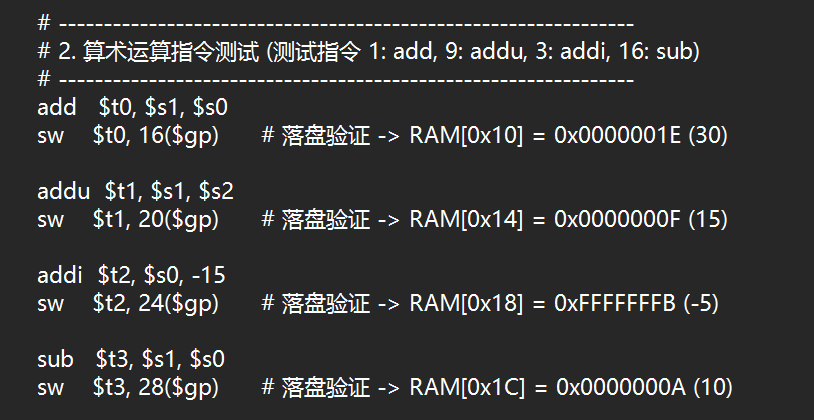 # ----------------------------------------------------------------
# 2. 算术运算指令测试 (测试指令 1: add, 9: addu, 3: addi, 16: sub)
# ----------------------------------------------------------------
add $t0, $s1, $s0
sw $t0, 16($gp) # 落盘验证 -> RAM[0x10] = 0x0000001E (30)
addu $t1, $s1, $s2
sw $t1, 20($gp) # 落盘验证 -> RAM[0x14] = 0x0000000F (15)
addi $t2, $s0, -15
sw $t2, 24($gp) # 落盘验证 -> RAM[0x18] = 0xFFFFFFFB (-5)
sub $t3, $s1, $s0
sw $t3, 28($gp) # 落盘验证 -> RAM[0x1C] = 0x0000000A (10)